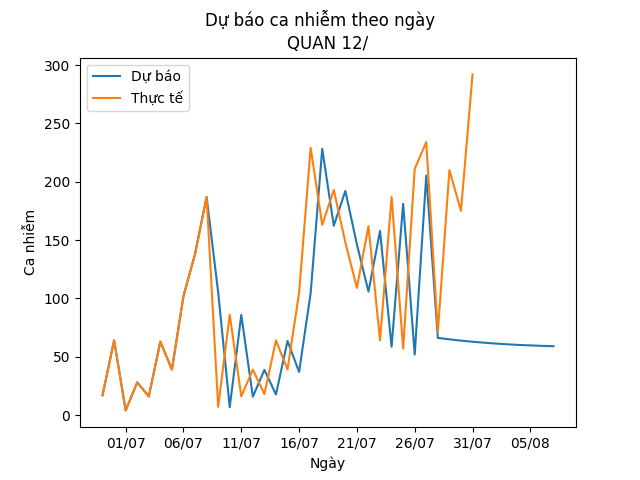 Dự báo ca nhiễm theo ngày
QUAN 12/
Dự báo
Thực tế
300
250
200
150
100
50
0
Ca nhiễm
01/07 06/07 11/07 16/07 21/07 26/07 31/07 05/08
Ngày